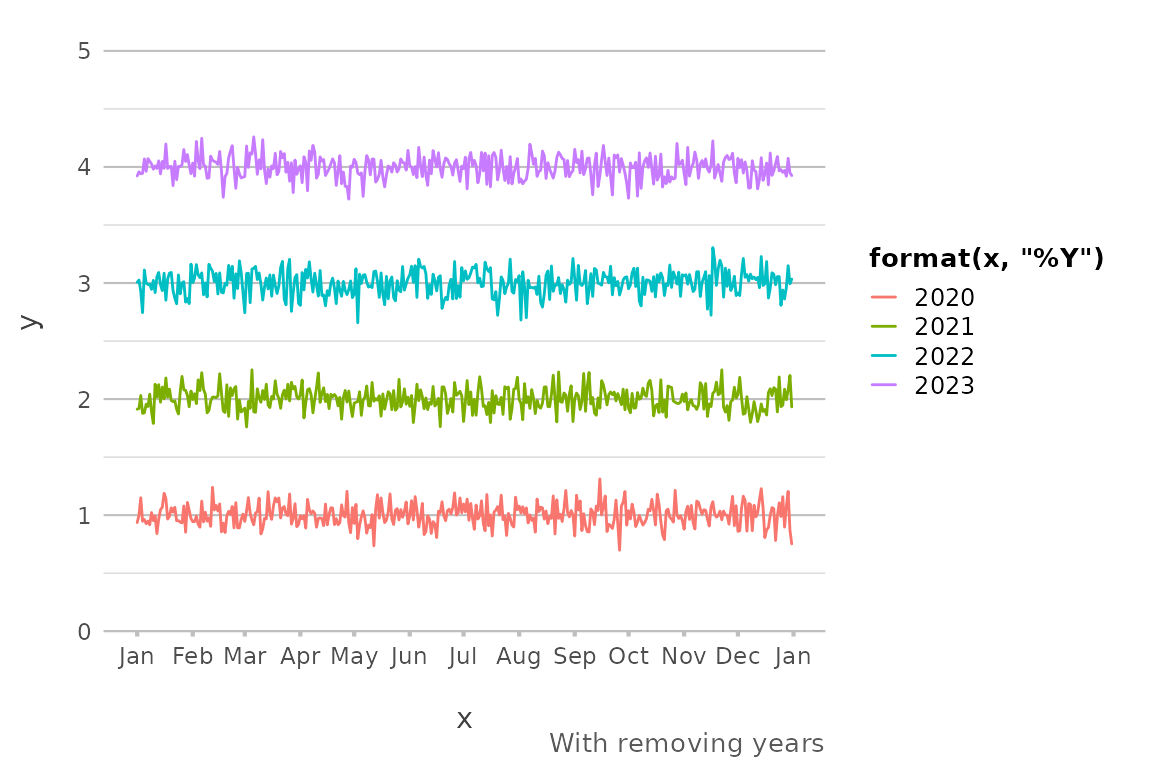 5
4
3
2
1
0
y
Jan Feb Mar Apr May Jun Jul Aug Sep Oct Nov Dec Jan
x
With removing years
format(x, "%Y")
2020
2021
2022
2023